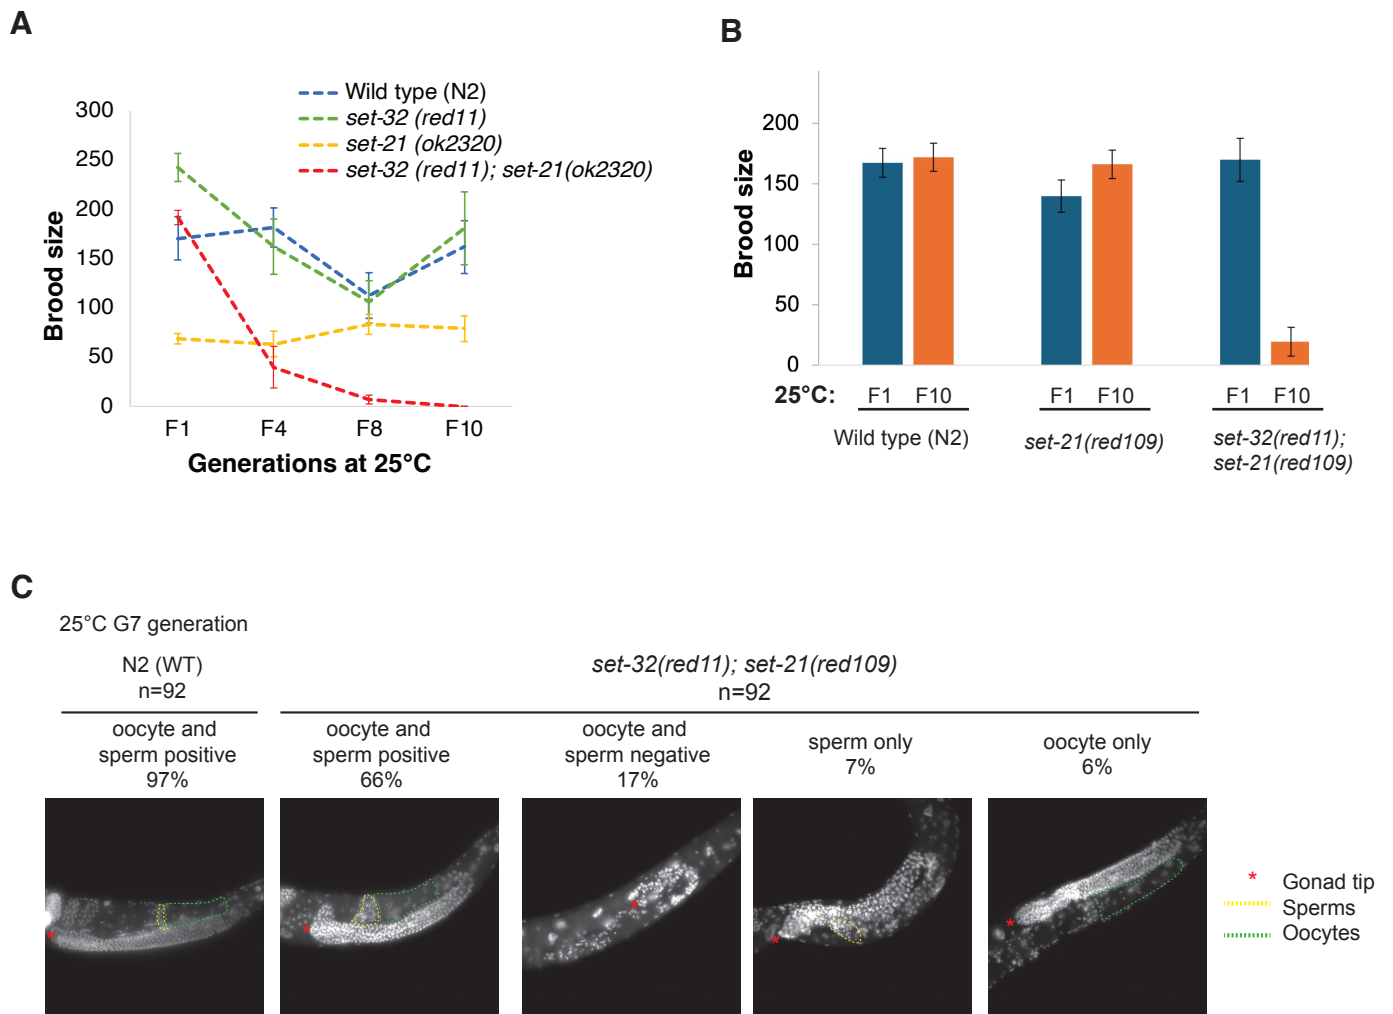 A
Wild type (N2)
set-32 (red11)
set-21 (ok2320)
set-32 (red11); set-21(ok2320)
300
250
200
150
100
50
0
Brood size
F1 F4 F8 F10
Generations at 25°C
B
200
150
100
50
0
Brood size
25°C: F1 F10 F1 F10 F1 F10
Wild type (N2)
set-21(red109)
set-32(red11);
set-21(red109)
C
25°C G7 generation
N2 (WT)
n=92
set-32(red11); set-21(red109)
n=92
oocyte and
sperm positive
97%
oocyte and
sperm positive
66%
oocyte and
sperm negative
17%
sperm only
7%
oocyte only
6%
*
*
*
*
*
* Gonad tip
Sperms
Oocytes